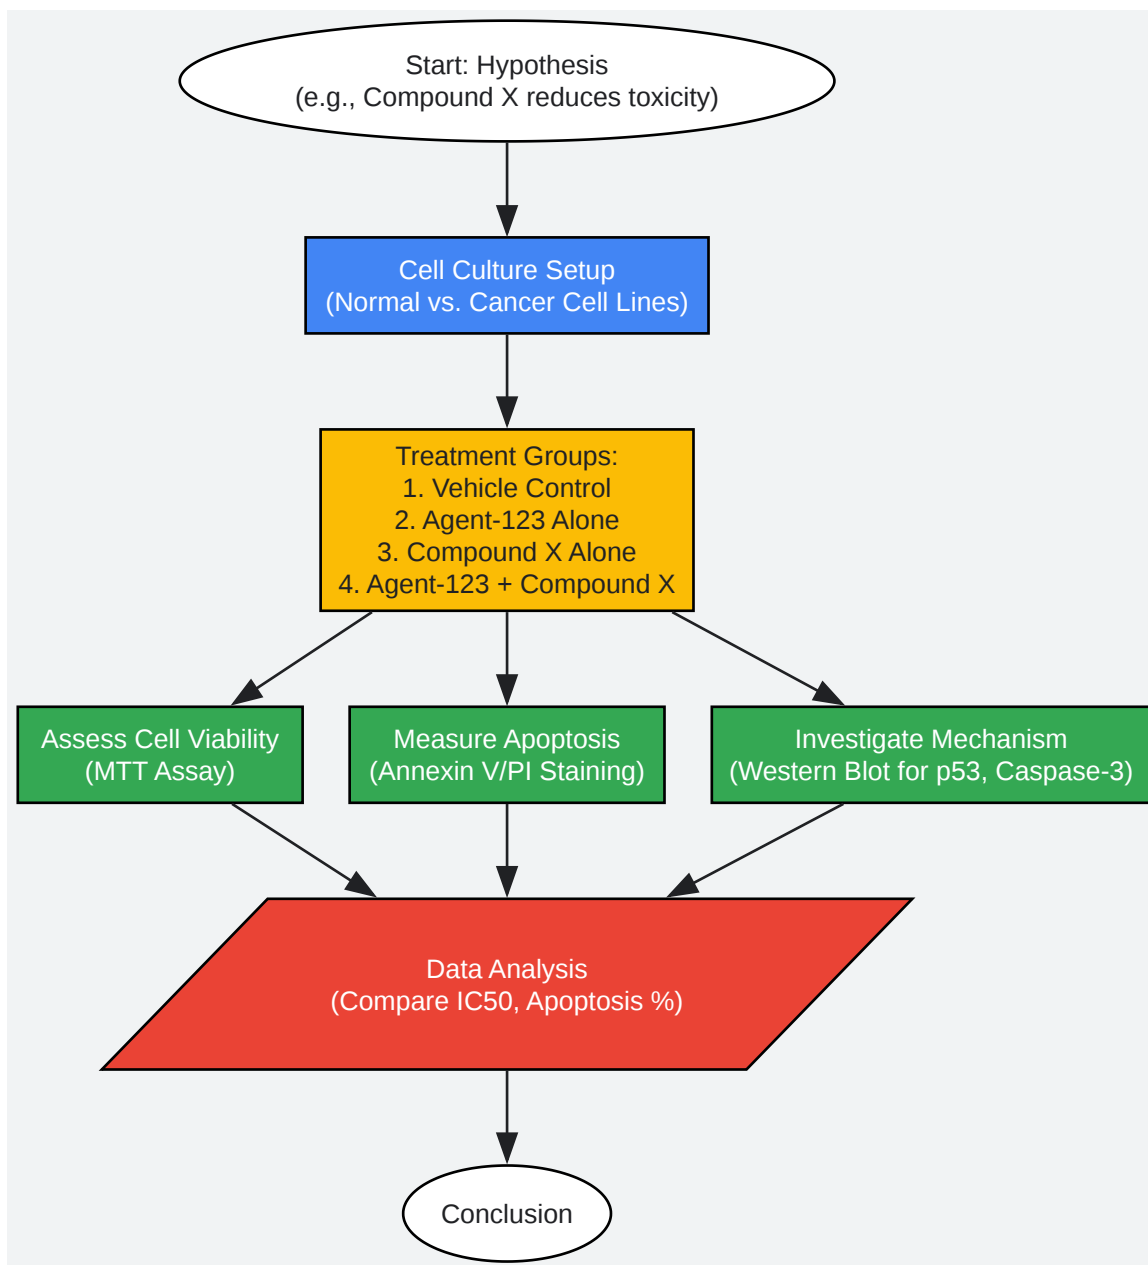 Start: Hypothesis
(e.g., Compound X reduces toxicity)
Cell Culture Setup
(Normal vs. Cancer Cell Lines)
Treatment Groups:
1. Vehicle Control
2. Agent-123 Alone
3. Compound X Alone
4. Agent-123 + Compound X
Assess Cell Viability
(MTT Assay)
Measure Apoptosis
(Annexin V/PI Staining)
Investigate Mechanism
(Western Blot for p53, Caspase-3)
Data Analysis
(Compare IC50, Apoptosis %)
Conclusion